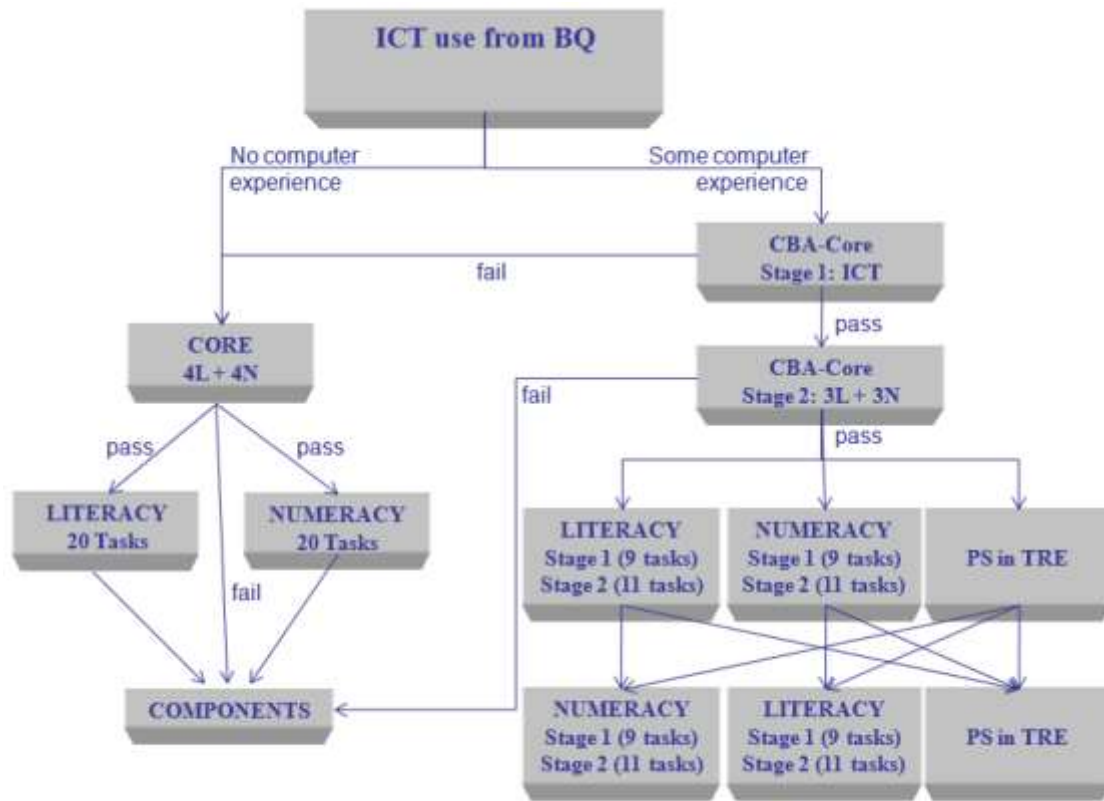 ICT use from BQ
No computer
experience
Some computer
experience
CBA-Core
Stage 1: ICT
fail
pass
CORE
4L + 4N
CBA-Core
Stage 2: 3L + 3N
fail
pass
pass
pass
LITERACY
20 Tasks
NUMERACY
20 Tasks
fail
LITERACY
Stage 1 (9 tasks)
Stage 2 (11 tasks)
NUMERACY
Stage 1 (9 tasks)
Stage 2 (11 tasks)
PS in TRE
COMPONENTS
NUMERACY
Stage 1 (9 tasks)
Stage 2 (11 tasks)
LITERACY
Stage 1 (9 tasks)
Stage 2 (11 tasks)
PS in TRE